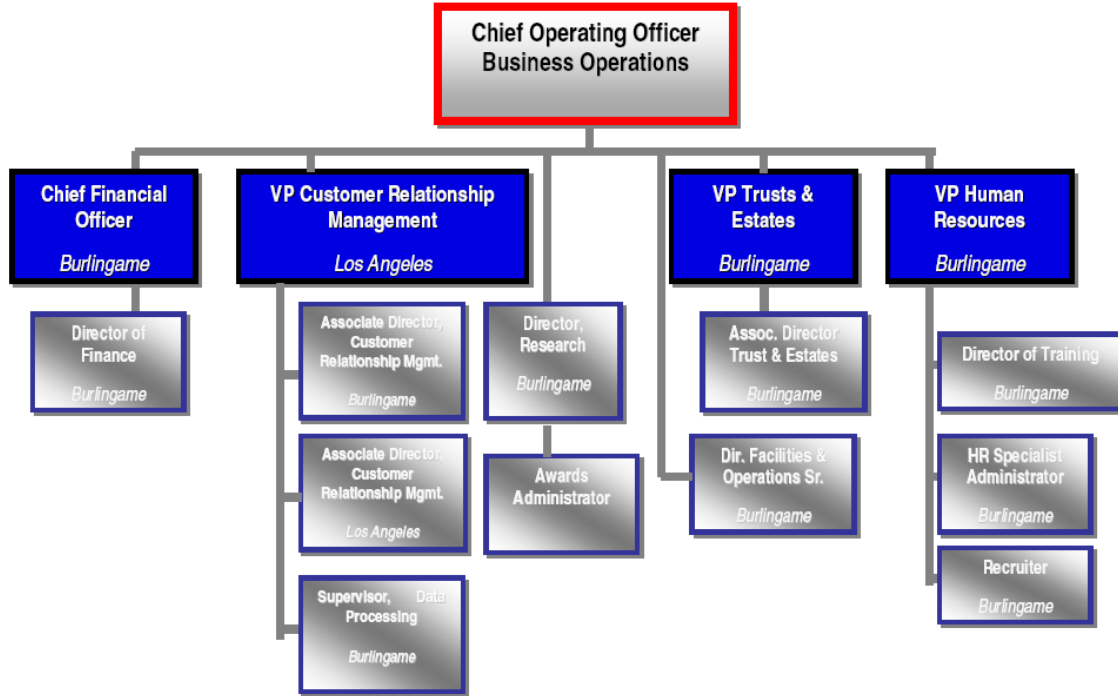 Chief Operating Officer
Business Operations
Chief Financial
Officer
Burlingame
VP Customer Relationship
Management
Los Angeles
VP Trusts &
Estates
Burlingame
VP Human
Resources
Burlingame
Director of
Finance
Burlingame
Associate Director,
Customer
Relationship Mgmt.
Burlingame
Associate Director,
Customer
Relationship Mgmt.
Los Angeles
Supervisor, Data
Processing
Burlingame
Director,
Research
Burlingame
Awards
Administrator
Assoc. Director
Trust & Estates
Burlingame
Dir. Facilities &
Operations Sr.
Burlingame
Director of Training
Burlingame
HR Specialist
Administrator
Burlingame
Recruiter
Burlingame